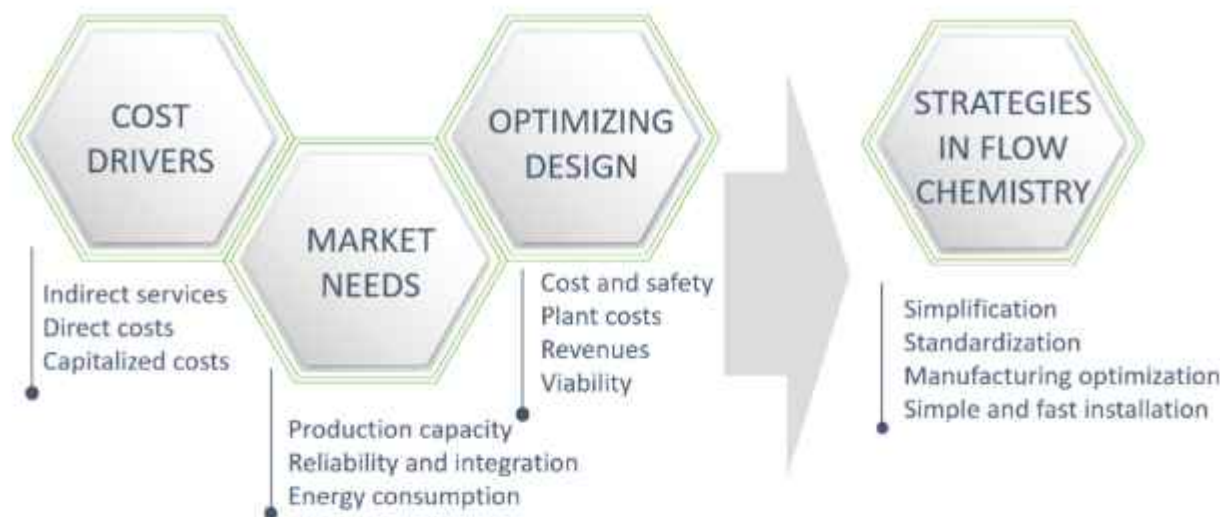 COST
DRIVERS
Indirect services
Direct costs
Capitalized costs
MARKET
NEEDS
Production capacity
Reliability and integration
Energy consumption
OPTIMIZING
DESIGN
Cost and safety
Plant costs
Revenues
Viability
STRATEGIES
IN FLOW
CHEMISTRY
Simplification
Standardization
Manufacturing optimization
Simple and fast installation